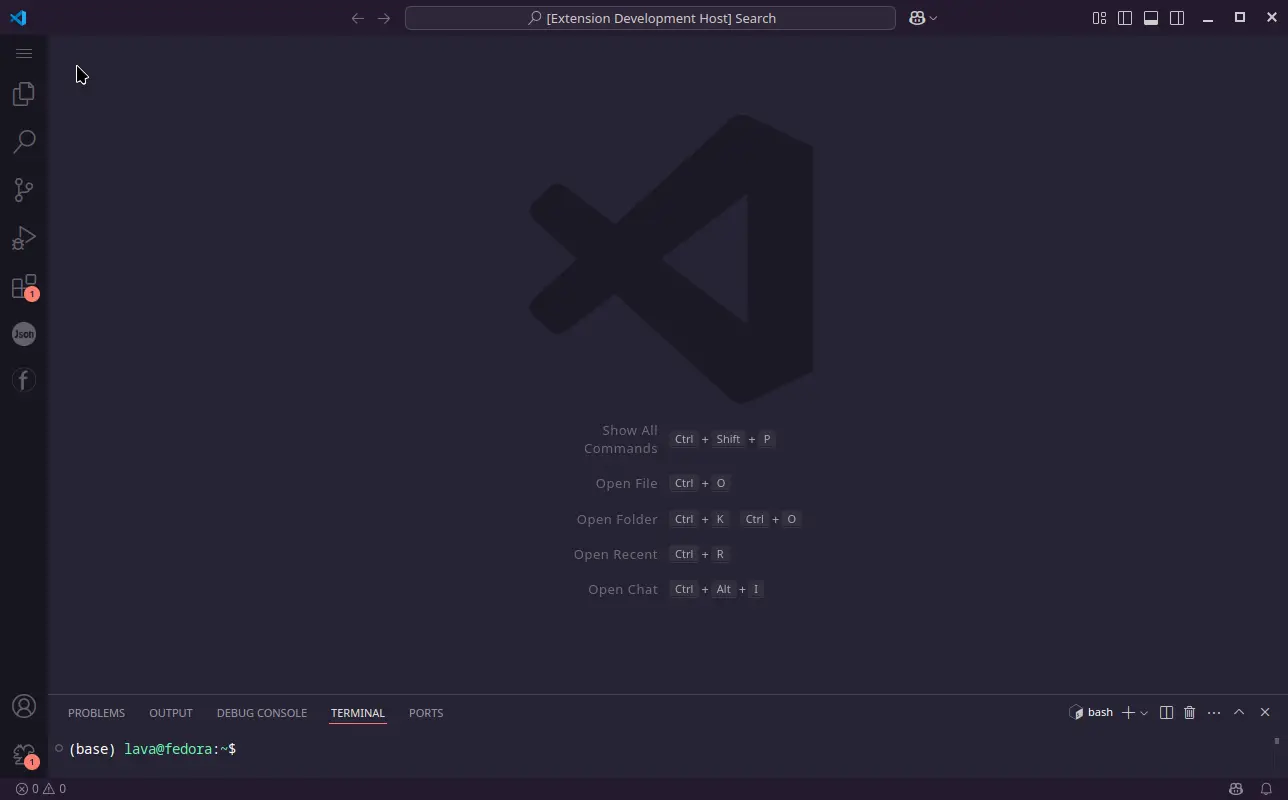 [Extension Development Host] Search
1
Json
f
Show All
Commands
Ctrl + Shift + P
Open File Ctrl + O
Open Folder Ctrl + K Ctrl + O
Open Recent Ctrl + R
Open Chat Ctrl + Alt + I
PROBLEMS OUTPUT DEBUG CONSOLE TERMINAL PORTS bash
(base) lava@fedora:~$
1
0 0